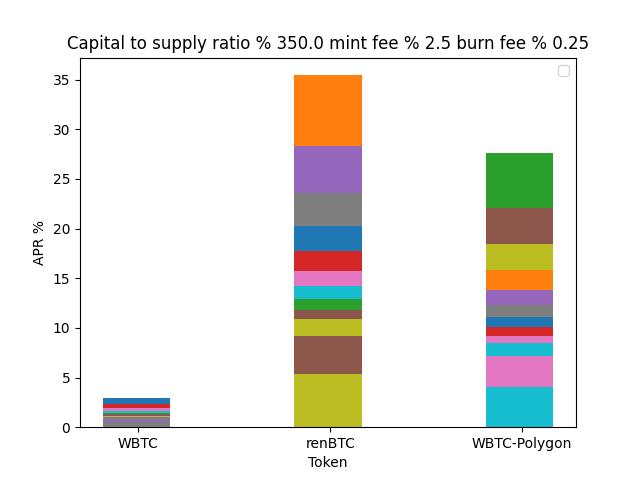 Capital to supply ratio % 350.0 mint fee % 2.5 burn fee % 0.25
35
30
25
20
15
10
5
0
APR %
WBTC renBTC WBTC-Polygon
Token